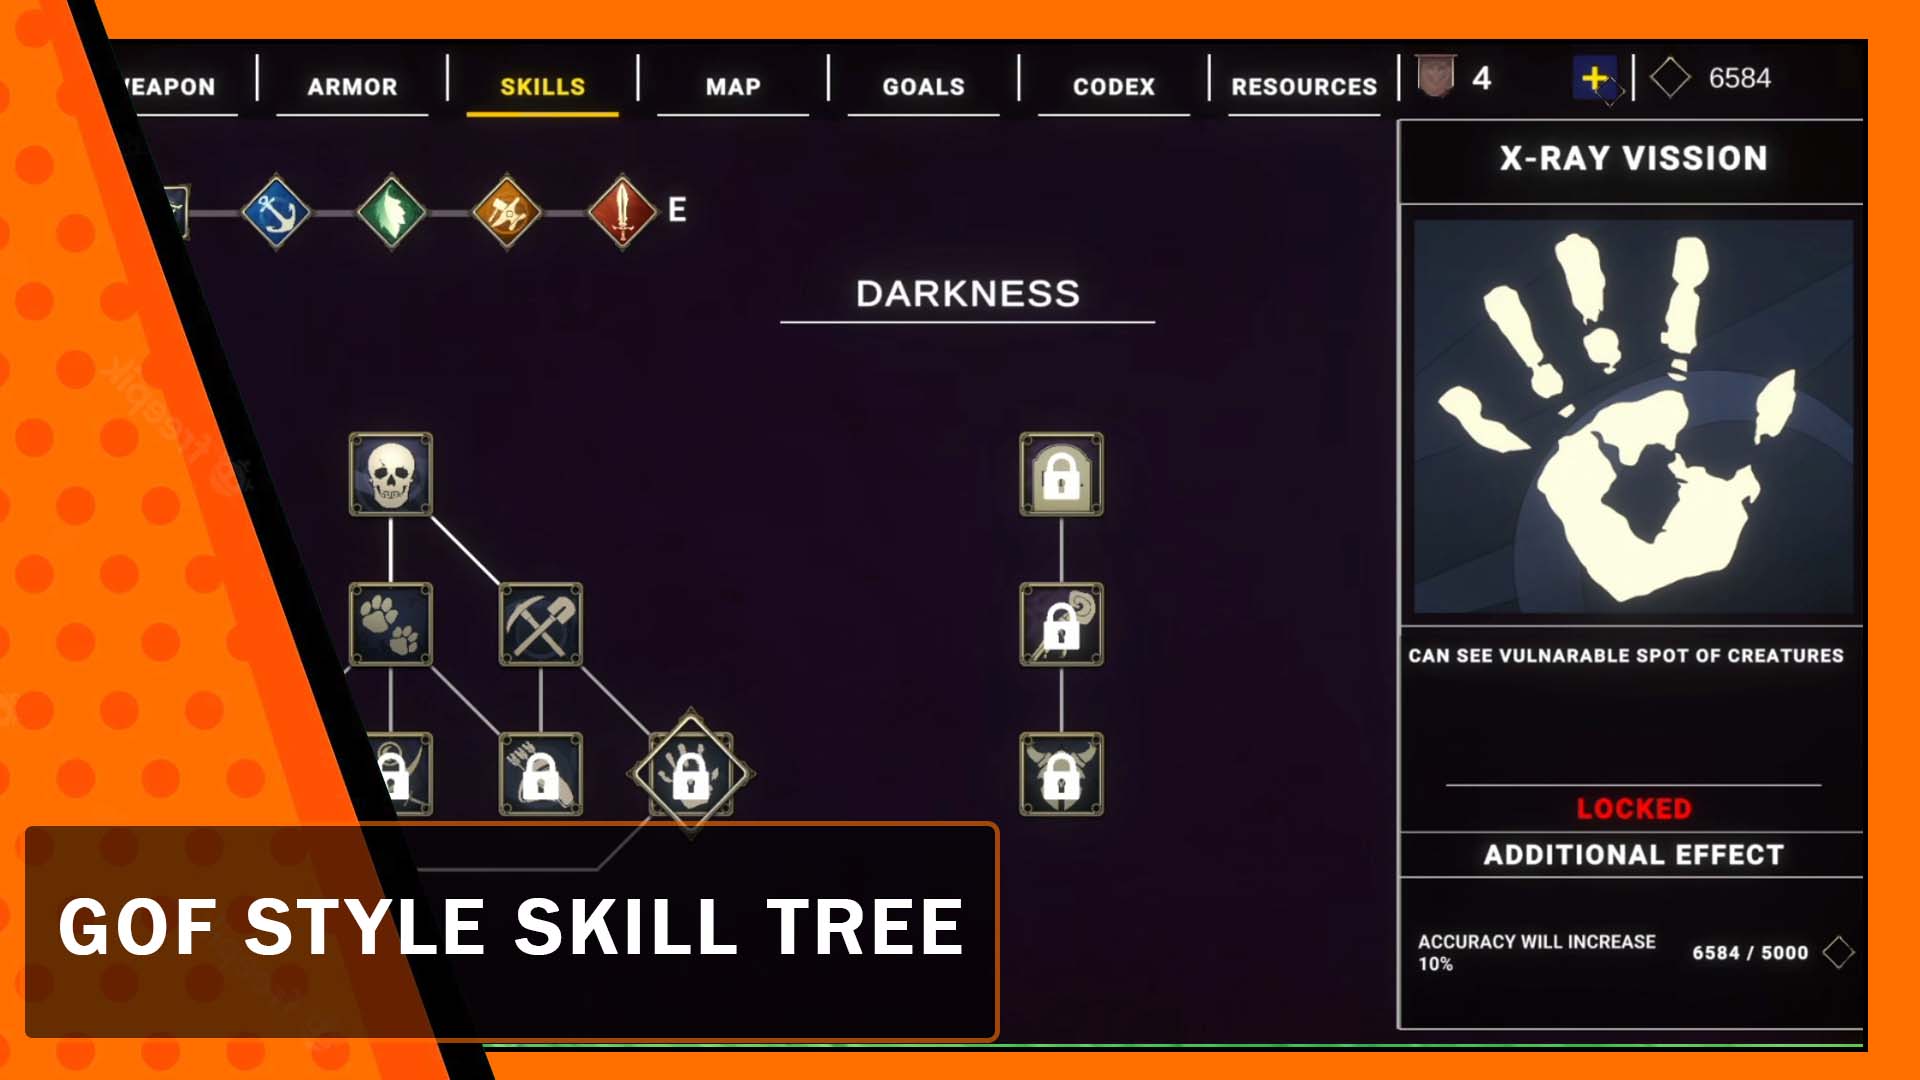 EAPON ARMOR SKILLS MAP GOALS CODEX RESOURCES 4 6584
X-RAY VISSION
E
DARKNESS
CAN SEE VULNARABLE SPOT OF CREATURES
LOCKED
ADDITIONAL EFFECT
ACCURACY WILL INCREASE
10%
6584 / 5000
GOF STYLE SKILL TREE
freepik